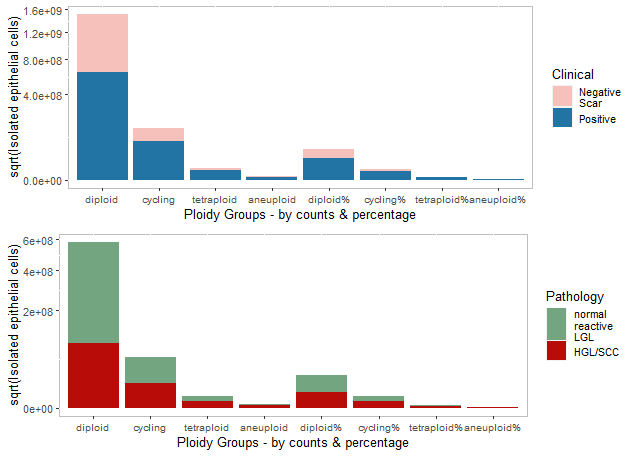 sqrt(Isolated epithelial cells)
1.6e+09
1.2e+09
8.0e+08
4.0e+08
0.0e+00
diploid cycling tetraploid aneuploid diploid% cycling% tetraploid% aneuploid%
Ploidy Groups - by counts & percentage
Clinical
Negative
Scar
Positive
sqrt(Isolated epithelial cells)
6e+08
4e+08
2e+08
0e+00
diploid cycling tetraploid aneuploid diploid% cycling% tetraploid% aneuploid%
Ploidy Groups - by counts & percentage
Pathology
normal
reactive
LGL
HGL/SCC